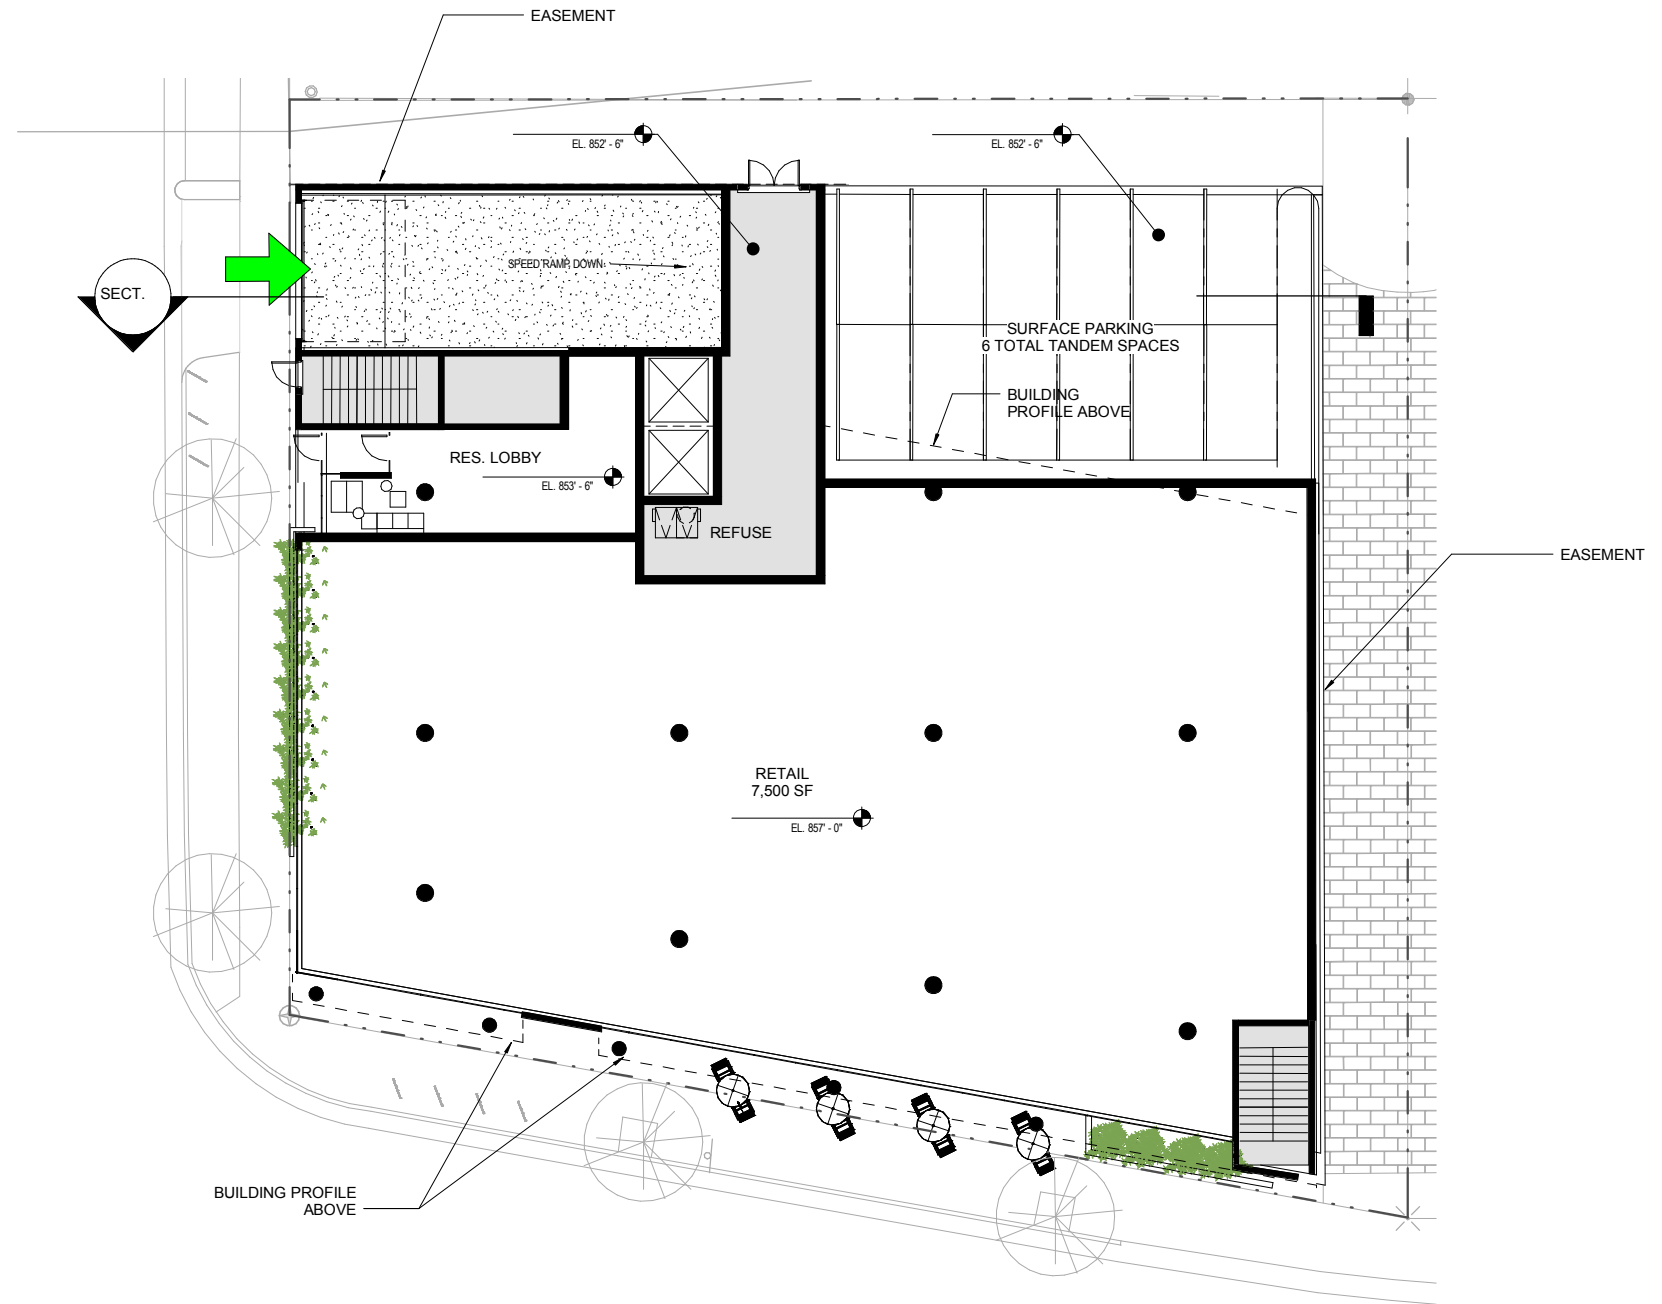 EASEMENT
EL. 852' - 6"
EL. 852' - 6"
SPEED RAMP DOWN
SECT.
SURFACE PARKING
6 TOTAL TANDEM SPACES
BUILDING
PROFILE ABOVE
RES. LOBBY
EL. 853' - 6"
REFUSE
EASEMENT
RETAIL
7,500 SF
EL. 857' - 0"
BUILDING PROFILE
ABOVE